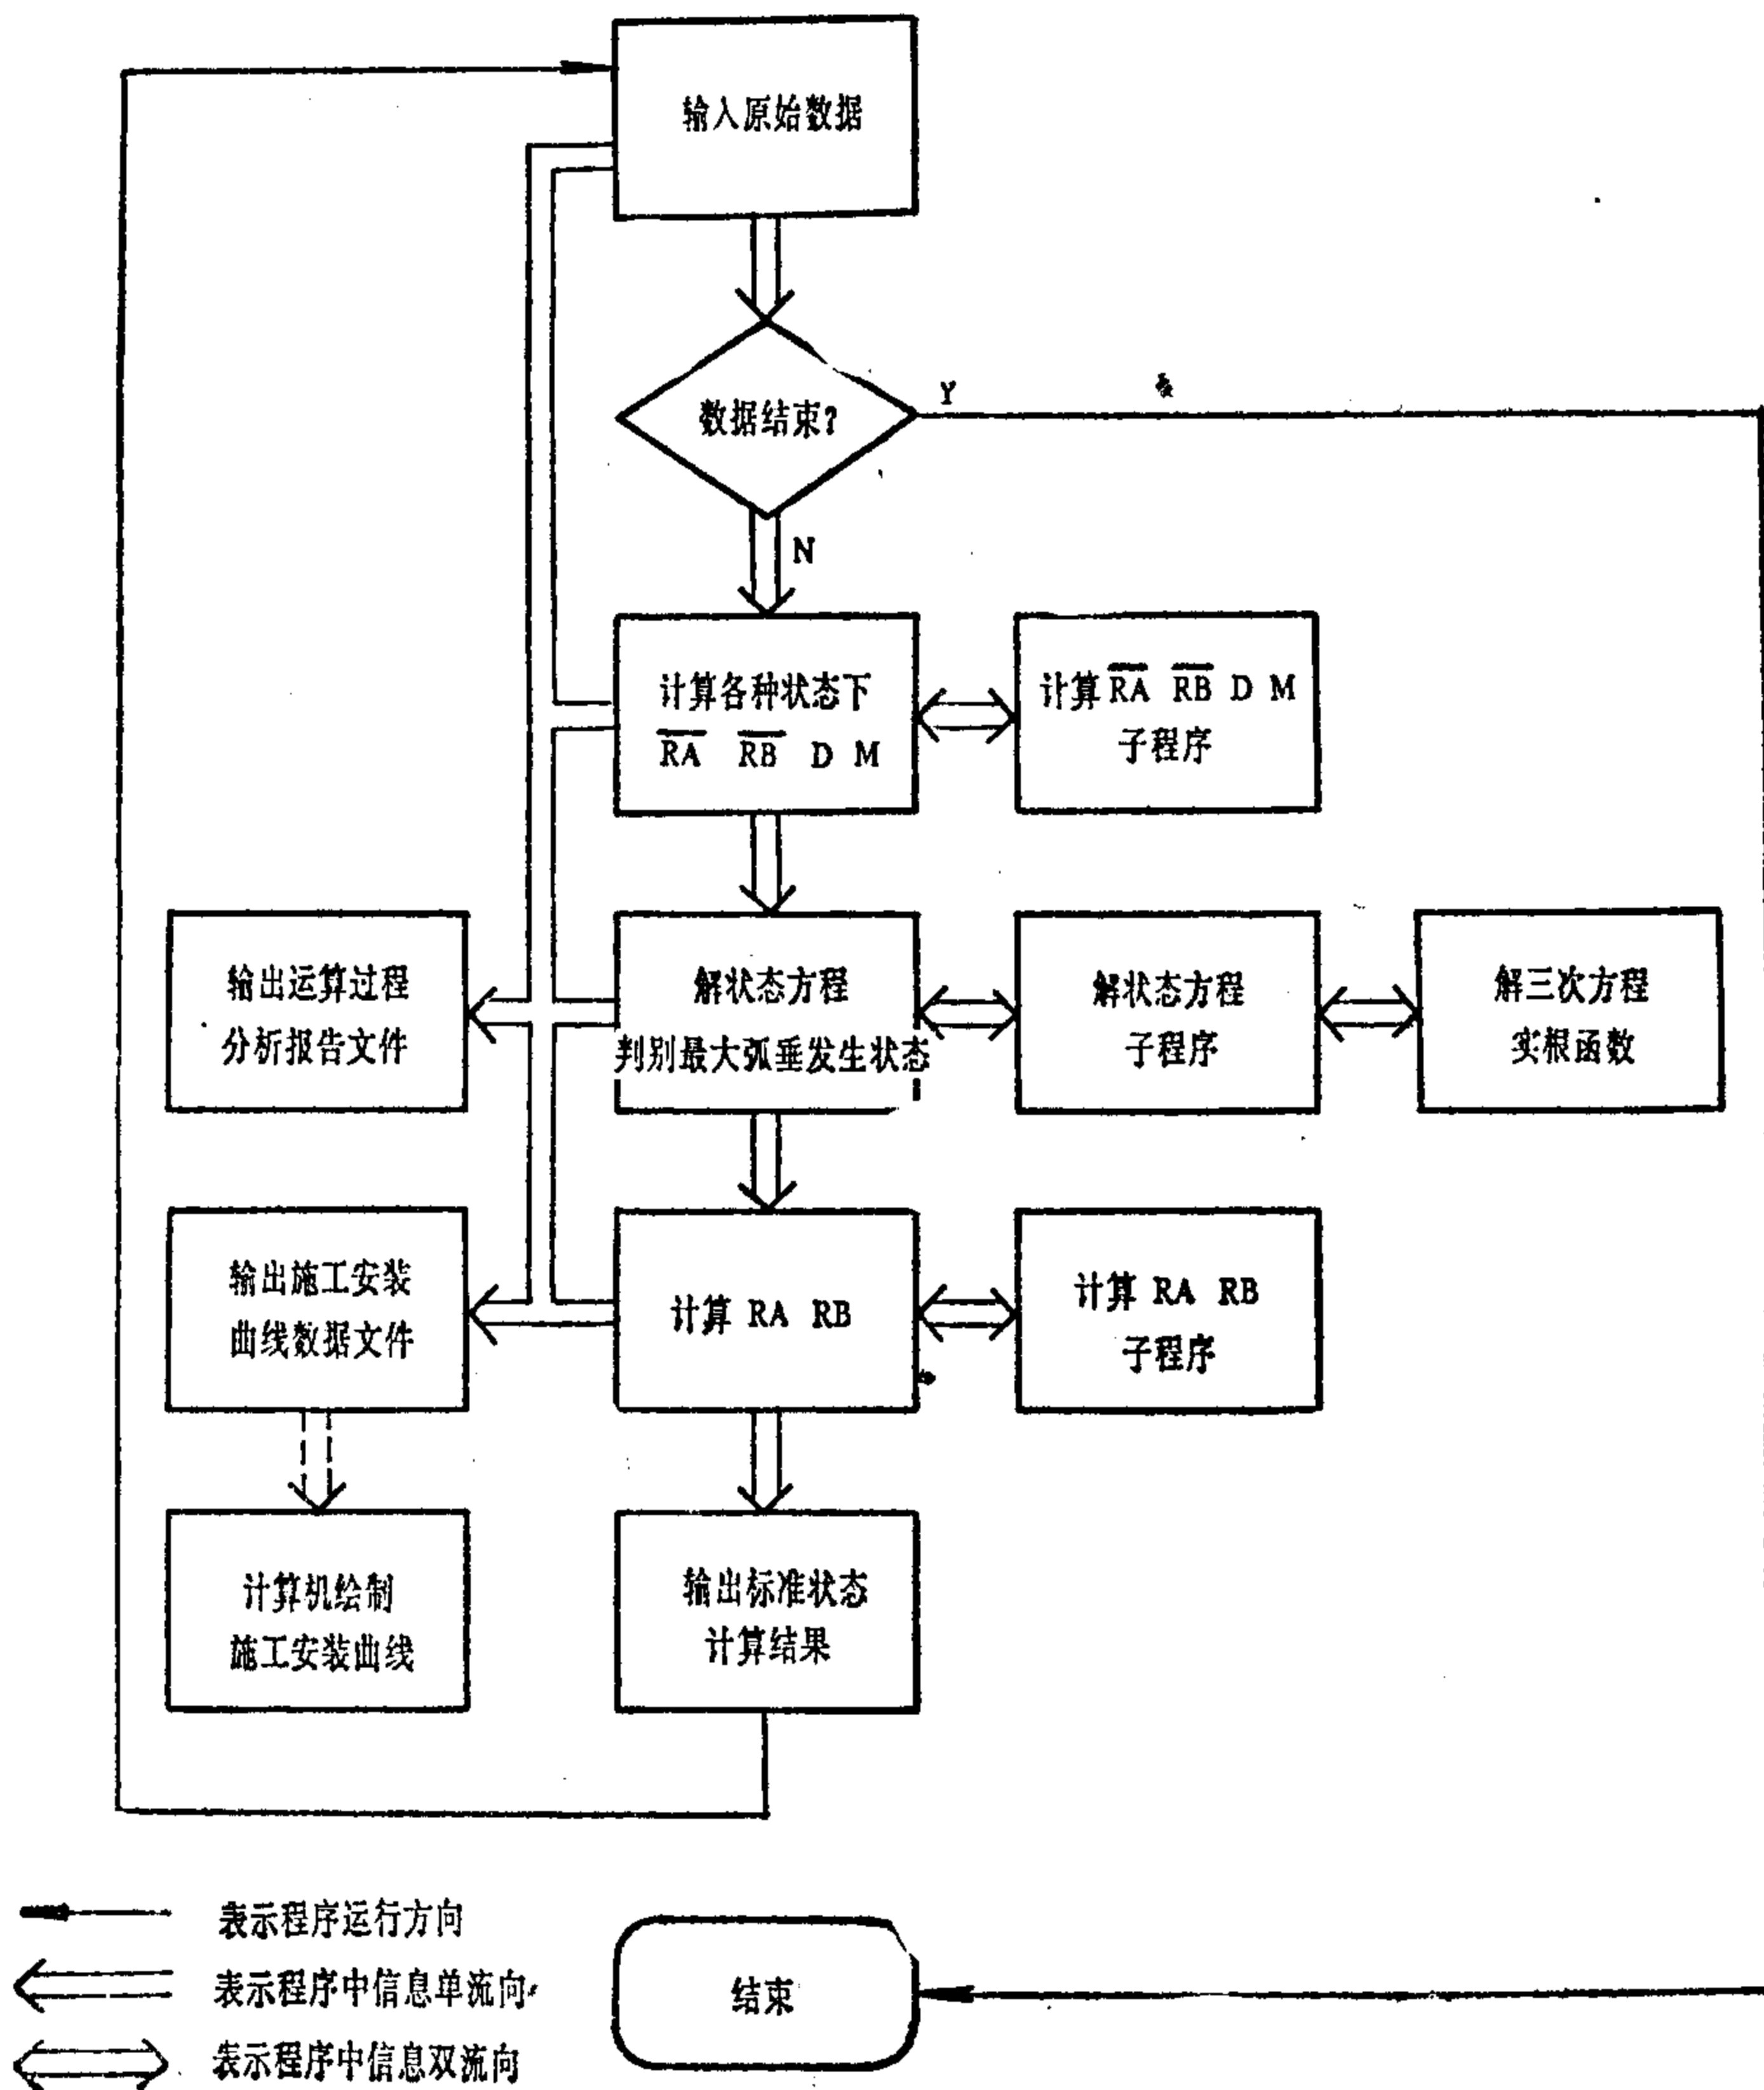 输入原始数据
数据结束?
Y
N
计算各种状态下
R̅A̅ R̅B̅ D M
计算 R̅A̅ R̅B̅ D M
子程序
输出运算过程
分析报告文件
解状态方程
判别最大弧垂发生状态
解状态方程
子程序
解三次方程
实根函数
输出施工安装
曲线数据文件
计算 RA RB
计算 RA RB
子程序
计算机绘制
施工安装曲线
输出标准状态
计算结果
表示程序运行方向
表示程序中信息单流向
表示程序中信息双流向
结束